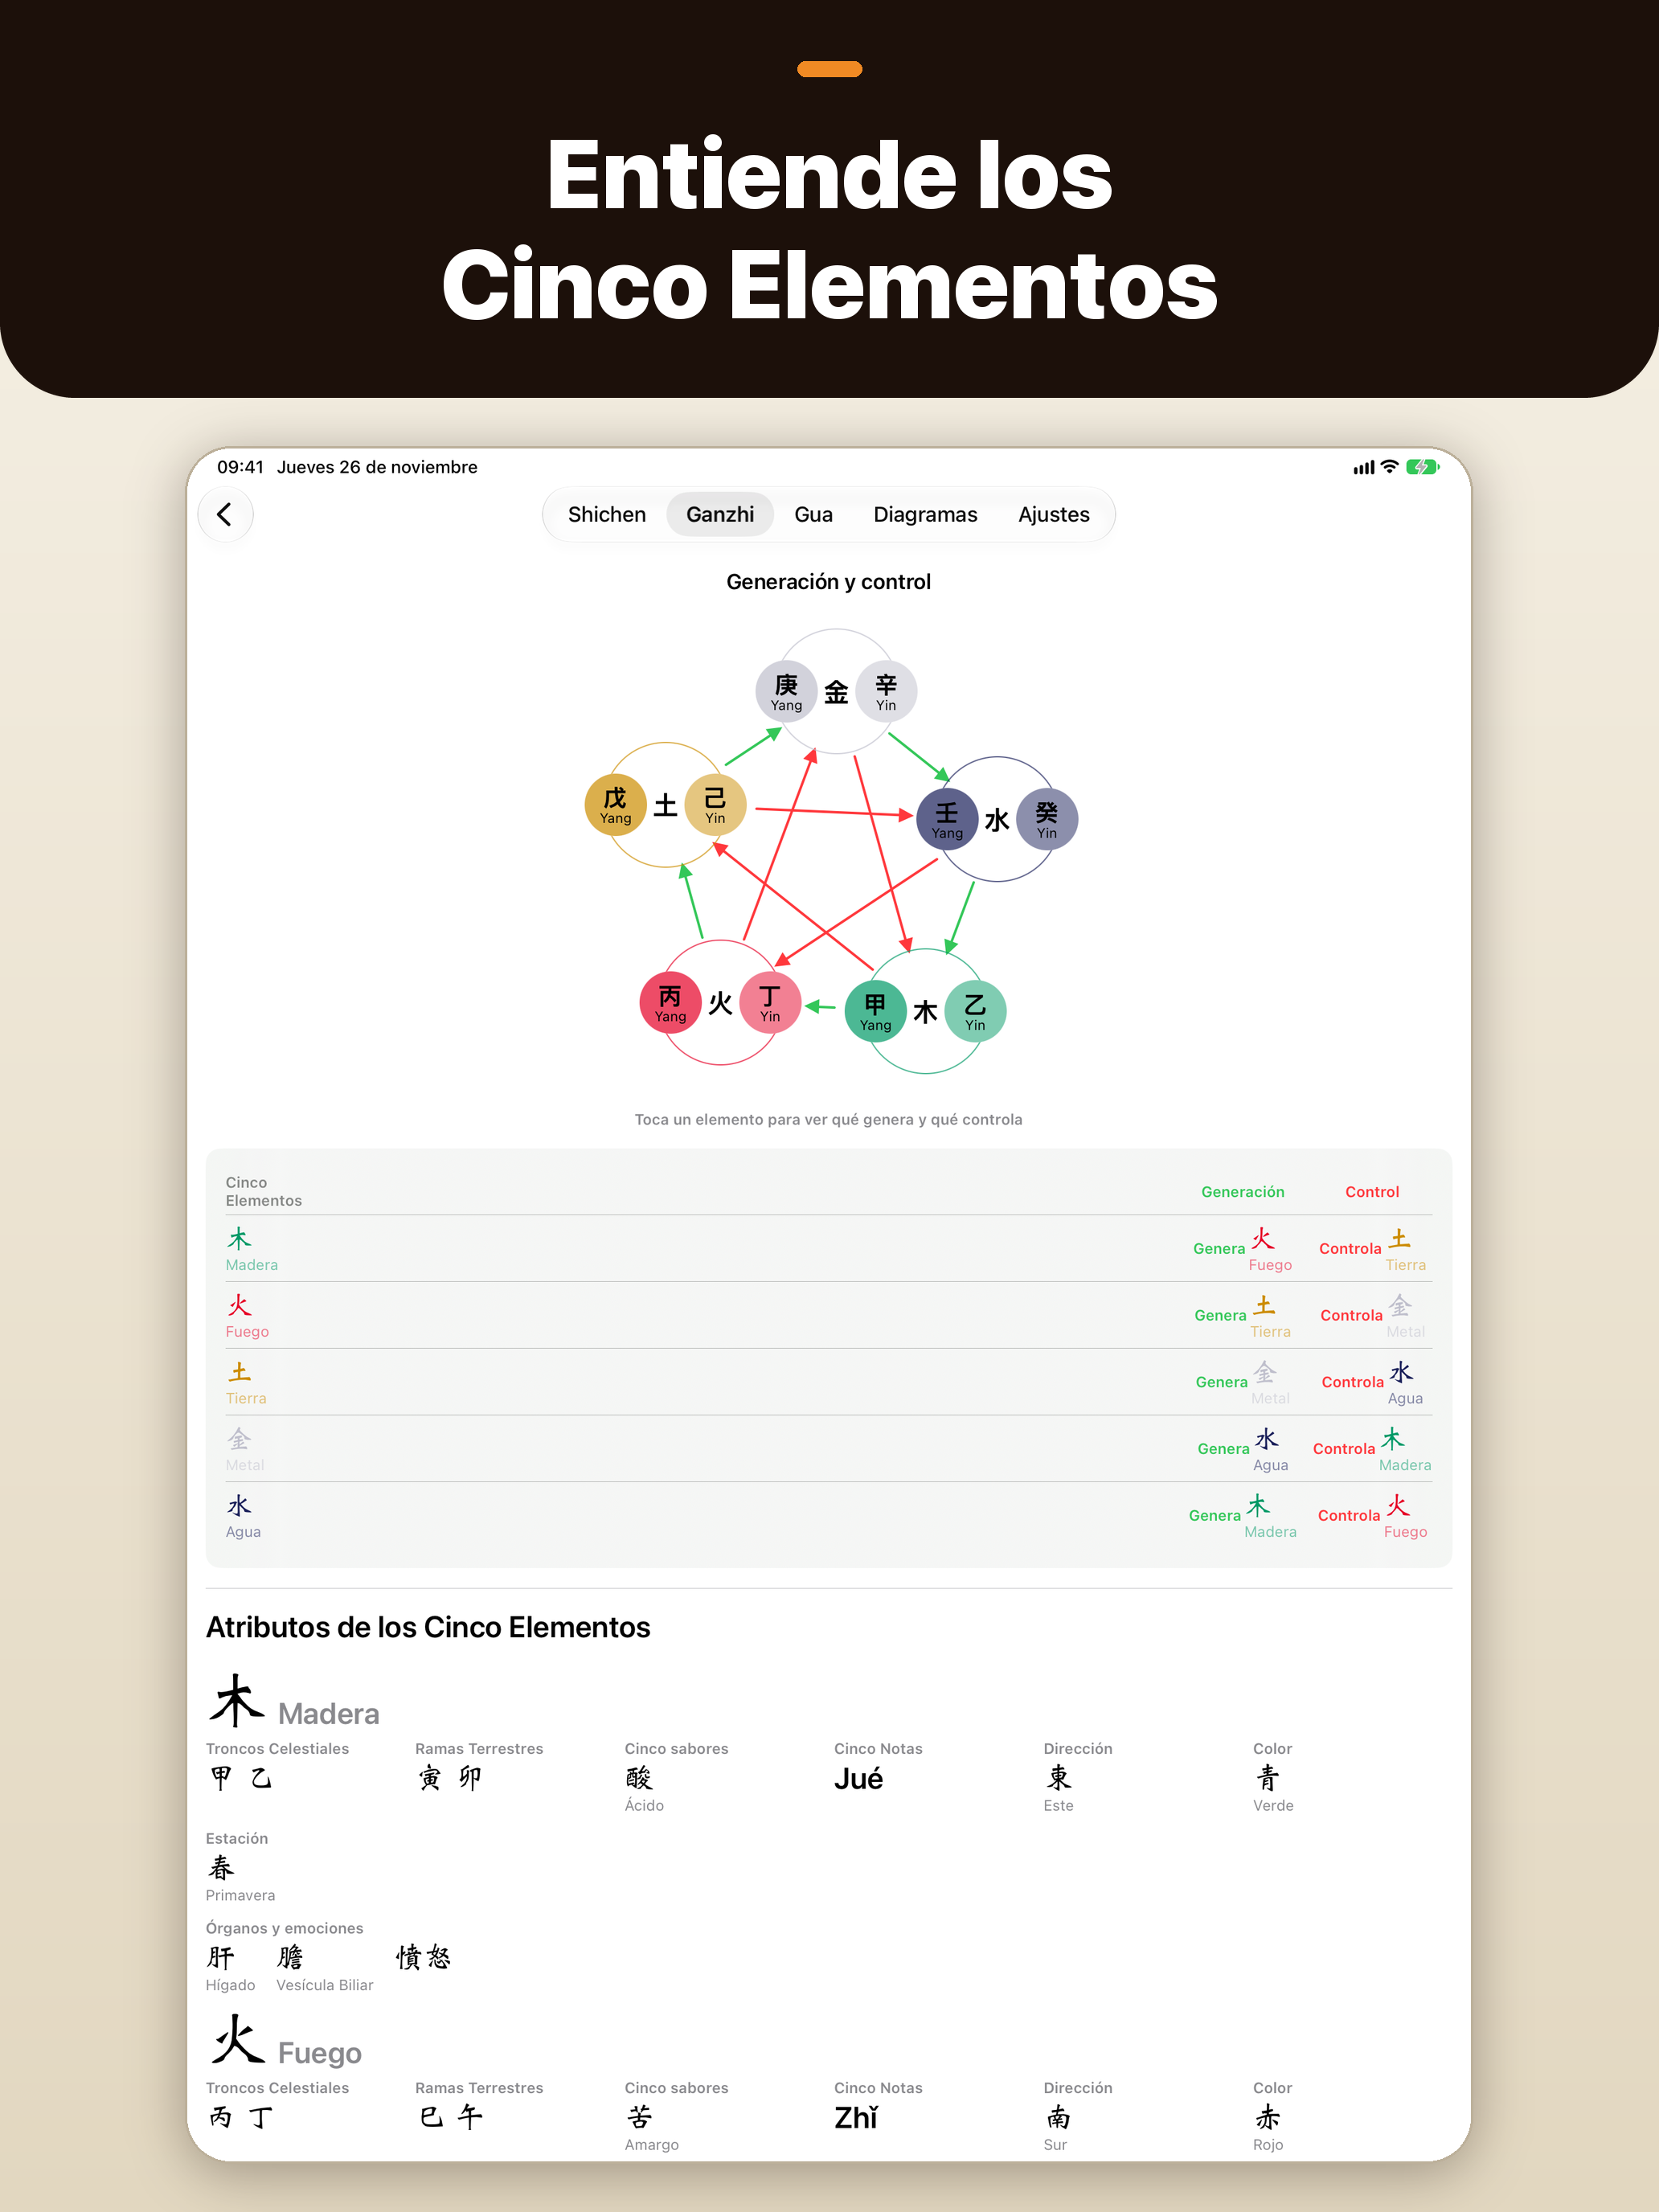 Entiende los
Cinco Elementos
09:41 Jueves 26 de noviembre
Shichen Ganzhi Gua Diagramas Ajustes
Generación y control
庚 金 辛
Yang Yin
戊 土 己
Yang Yin
壬 水 癸
Yang Yin
丙 火 丁
Yang Yin
甲 木 乙
Yang Yin
Toca un elemento para ver qué genera y qué controla
Cinco
Elementos
Generación Control
木 Genera 火 Controla 土
Madera Fuego Tierra
火 Genera 土 Controla 金
Fuego Tierra Metal
土 Genera 金 Controla 水
Tierra Metal Agua
金 Genera 水 Controla 木
Metal Agua Madera
水 Genera 木 Controla 火
Agua Madera Fuego
Atributos de los Cinco Elementos
木 Madera
Troncos Celestiales Ramas Terrestres Cinco sabores Cinco Notas Dirección Color
甲 乙 寅 卯 酸 Jué 東 青
Ácido Este Verde
Estación
春
Primavera
Órganos y emociones
肝 膽 憤怒
Hígado Vesícula Biliar
火 Fuego
Troncos Celestiales Ramas Terrestres Cinco sabores Cinco Notas Dirección Color
丙 丁 巳 午 苦 Zhǐ 南 赤
Amargo Sur Rojo